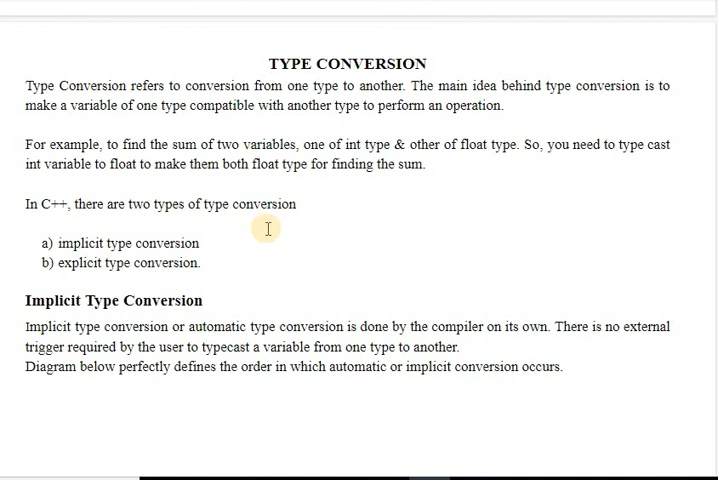 TYPE CONVERSION
Type Conversion refers to conversion from one type to another. The main idea behind type conversion is to
make a variable of one type compatible with another type to perform an operation.
For example, to find the sum of two variables, one of int type & other of float type. So, you need to type cast
int variable to float to make them both float type for finding the sum.
In C++, there are two types of type conversion
a) implicit type conversion
b) explicit type conversion.
Implicit Type Conversion
Implicit type conversion or automatic type conversion is done by the compiler on its own. There is no external
trigger required by the user to typecast a variable from one type to another.
Diagram below perfectly defines the order in which automatic or implicit conversion occurs.